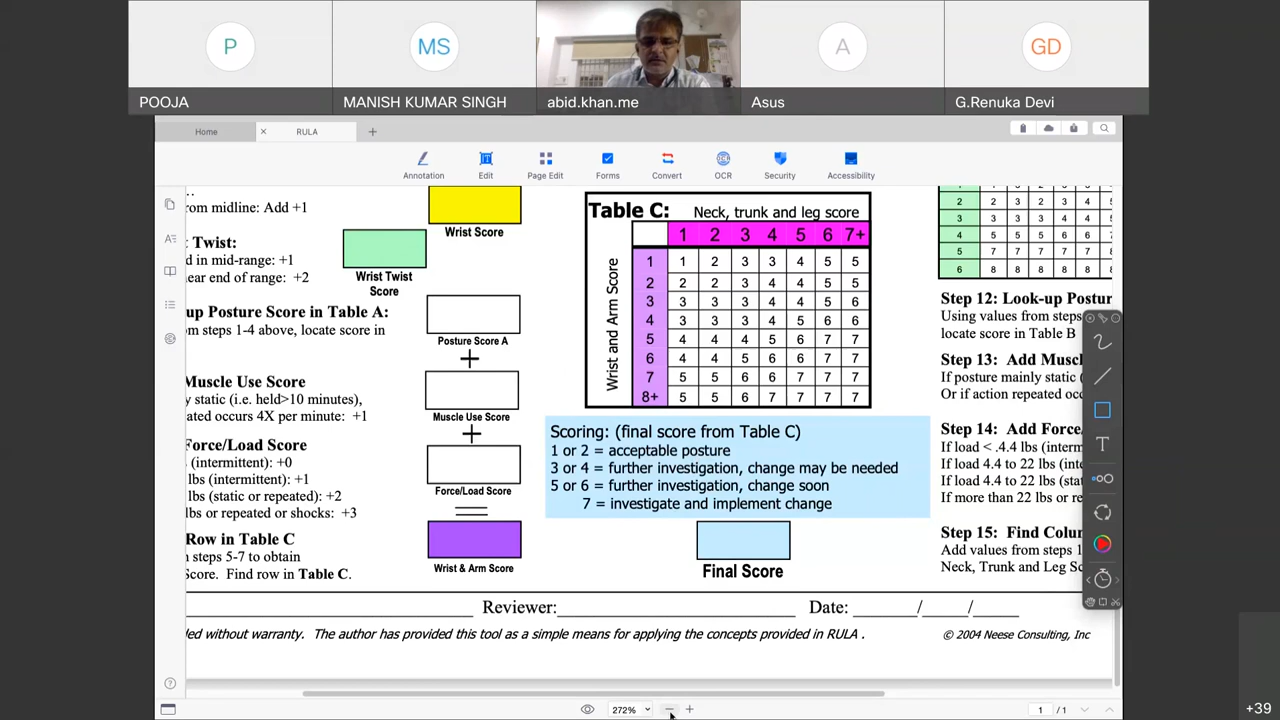 P
MS
A
GD
POOJA
MANISH KUMAR SINGH
abid.khan.me
Asus
G.Renuka Devi
Home
RULA
Annotation
Edit
Page Edit
Forms
Convert
OCR
Security
Accessibility
rom midline: Add +1
Wrist Score
Twist:
d in mid-range: +1
near end of range: +2
Wrist Twist
Score
up Posture Score in Table A:
om steps 1-4 above, locate score in
Posture Score A
+
Muscle Use Score
y static (i.e. held>10 minutes),
ated occurs 4X per minute: +1
Muscle Use Score
+
Force/Load Score
(intermittent): +0
lbs (intermittent): +1
lbs (static or repeated): +2
lbs or repeated or shocks: +3
Force/Load Score
Row in Table C
n steps 5-7 to obtain
Score. Find row in Table C.
Wrist & Arm Score
Table C: Neck, trunk and leg score
Wrist and Arm Score
1 2 3 4 5 6 7+
1 1 2 3 3 4 5 5
2 2 2 3 4 4 5 5
3 3 3 3 4 4 5 6
4 3 3 3 4 5 6 6
5 4 4 4 5 6 7 7
6 4 4 5 6 6 7 7
7 5 5 6 6 7 7 7
8+ 5 5 6 7 7 7 7
Scoring: (final score from Table C)
1 or 2 = acceptable posture
3 or 4 = further investigation, change may be needed
5 or 6 = further investigation, change soon
7 = investigate and implement change
Final Score
2 2 3 2 3 4 5
3 3 3 3 4 4 5
4 5 5 5 6 6 7
5 7 7 7 7 7 8
6 8 8 8 8 8 8
Step 12: Look-up Postur
Using values from steps
locate score in Table B
Step 13: Add Muscl
If posture mainly static (
Or if action repeated occ
Step 14: Add Force/
If load < .4.4 lbs (interm
If load 4.4 to 22 lbs (inte
If load 4.4 to 22 lbs (stat
If more than 22 lbs or re
Step 15: Find Colum
Add values from steps 1
Neck, Trunk and Leg Sc
Reviewer: Date: / /
ded without warranty. The author has provided this tool as a simple means for applying the concepts provided in RULA .
© 2004 Neese Consulting, Inc
272%
1 / 1
+39